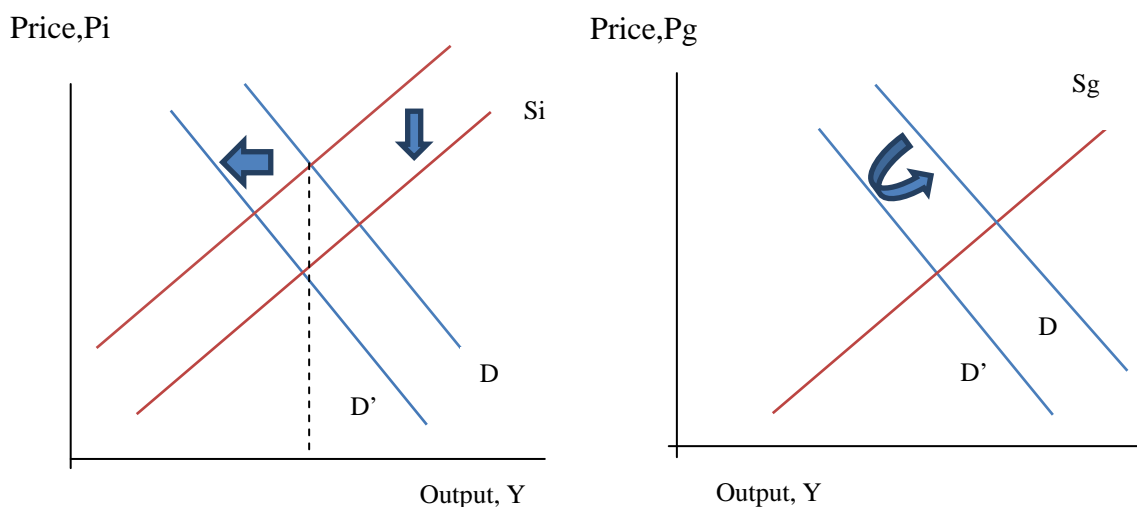 Price,Pi
Si
D
D’
Output, Y
Price,Pg
Sg
D
D’
Output, Y